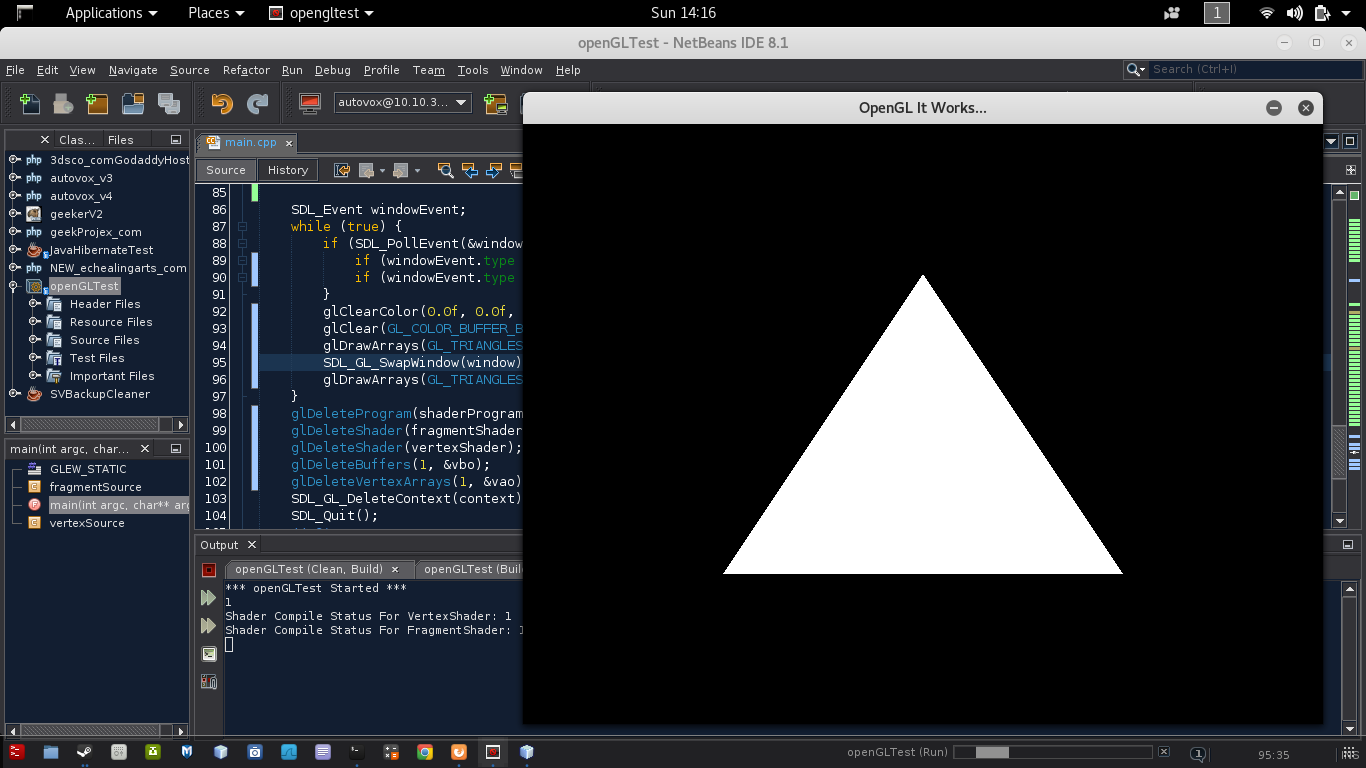 Applications Places opengltest Sun 14:16 1
openGLTest - NetBeans IDE 8.1
File Edit View Navigate Source Refactor Run Debug Profile Team Tools Window Help Search (Ctrl+I)
autovox@10.10.3...
OpenGL It Works...
Clas... Files
main.cpp
Source History
3dsco_comGodaddyHost
autovox_v3
autovox_v4
geekerV2
geekProjex_com
JavaHibernateTest
NEW_echealingarts_com
openGLTest
Header Files
Resource Files
Source Files
Test Files
Important Files
SVBackupCleaner
85
86 SDL_Event windowEvent;
87 while (true) {
88 if (SDL_PollEvent(&window
89 if (windowEvent.type
90 if (windowEvent.type
91 }
92 glClearColor(0.0f, 0.0f,
93 glClear(GL_COLOR_BUFFER_B
94 glDrawArrays(GL_TRIANGLES
95 SDL_GL_SwapWindow(window)
96 glDrawArrays(GL_TRIANGLES
97 }
98 glDeleteProgram(shaderProgram
99 glDeleteShader(fragmentShader
100 glDeleteShader(vertexShader);
101 glDeleteBuffers(1, &vbo);
102 glDeleteVertexArrays(1, &vao)
103 SDL_GL_DeleteContext(context)
104 SDL_Quit();
main(int argc, char...
GLEW_STATIC
fragmentSource
main(int argc, char** arg
vertexSource
Output
openGLTest (Clean, Build) openGLTest (Buil
*** openGLTest Started ***
1
Shader Compile Status For VertexShader: 1
Shader Compile Status For FragmentShader: 1
openGLTest (Run) 1 95:35